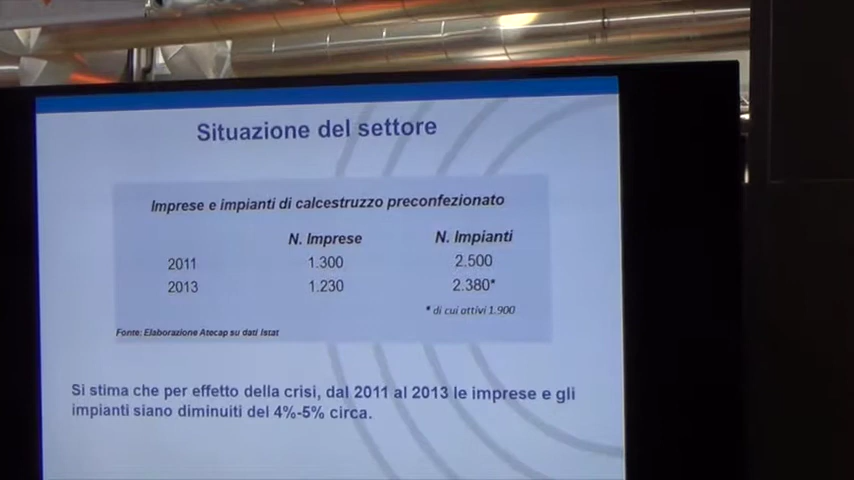 Situazione del settore
Imprese e impianti di calcestruzzo preconfezionato
N. Imprese N. Impianti
2011 1.300 2.500
2013 1.230 2.380*
* di cui attivi 1.900
Fonte: Elaborazione Atecap su dati Istat
Si stima che per effetto della crisi, dal 2011 al 2013 le imprese e gli
impianti siano diminuiti del 4%-5% circa.